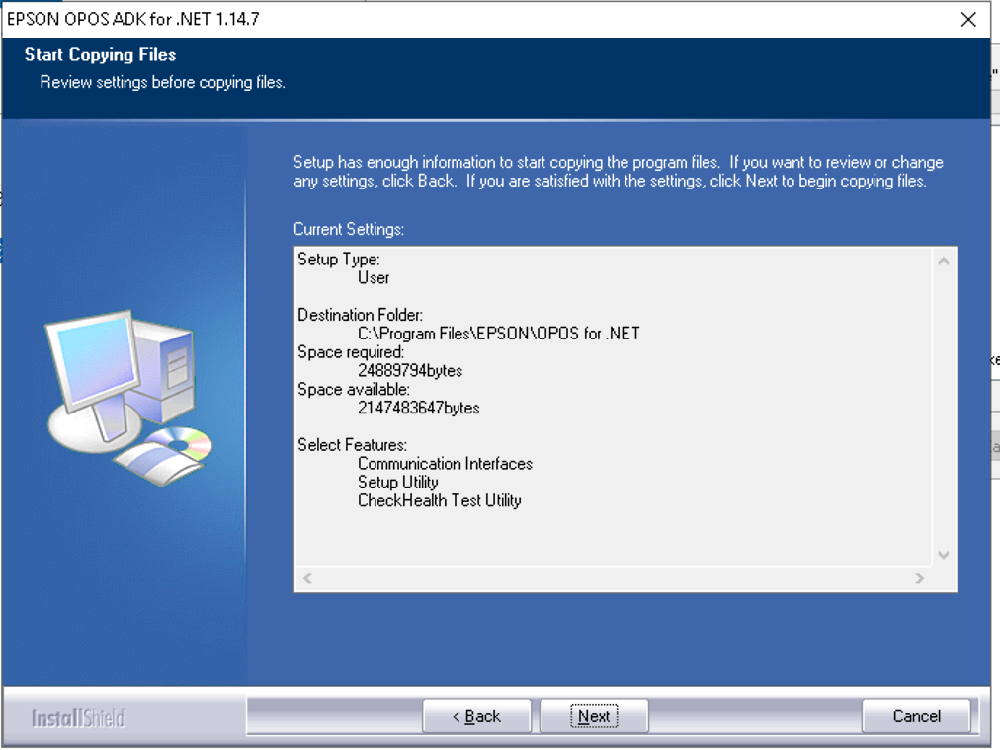 EPSON OPOS ADK for .NET 1.14.7
Start Copying Files
Review settings before copying files.
Setup has enough information to start copying the program files.  If you want to review or change
any settings, click Back.  If you are satisfied with the settings, click Next to begin copying files.
Current Settings:
Setup Type:
User
Destination Folder:
C:\Program Files\EPSON\OPOS for .NET
Space required:
24889794bytes
Space available:
2147483647bytes
Select Features:
Communication Interfaces
Setup Utility
CheckHealth Test Utility
InstallShield
< Back
Next
Cancel